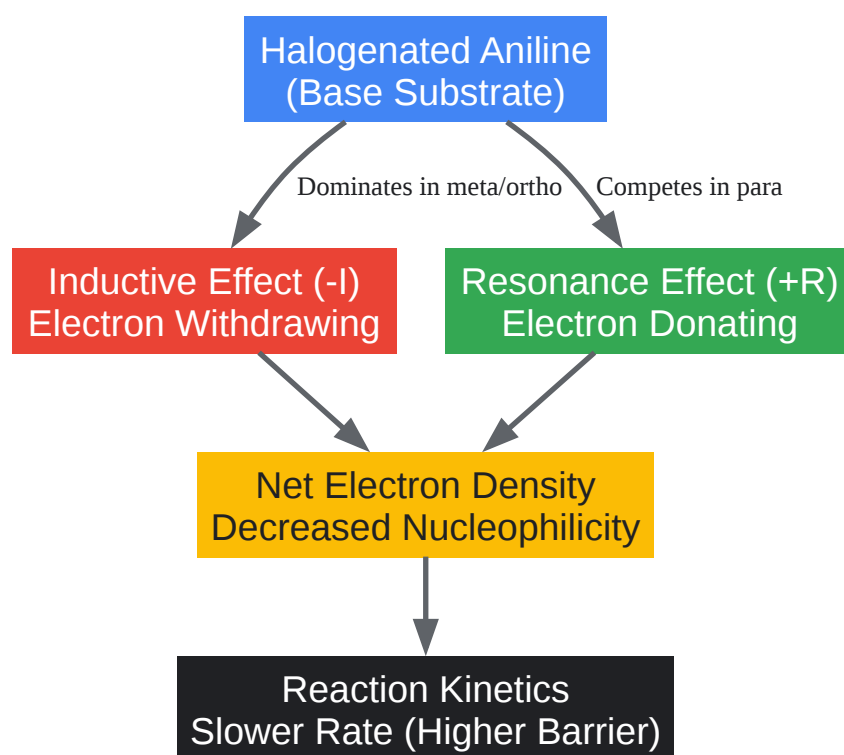 Halogenated Aniline
(Base Substrate)
Dominates in meta/ortho
Competes in para
Inductive Effect (-I)
Electron Withdrawing
Resonance Effect (+R)
Electron Donating
Net Electron Density
Decreased Nucleophilicity
Reaction Kinetics
Slower Rate (Higher Barrier)